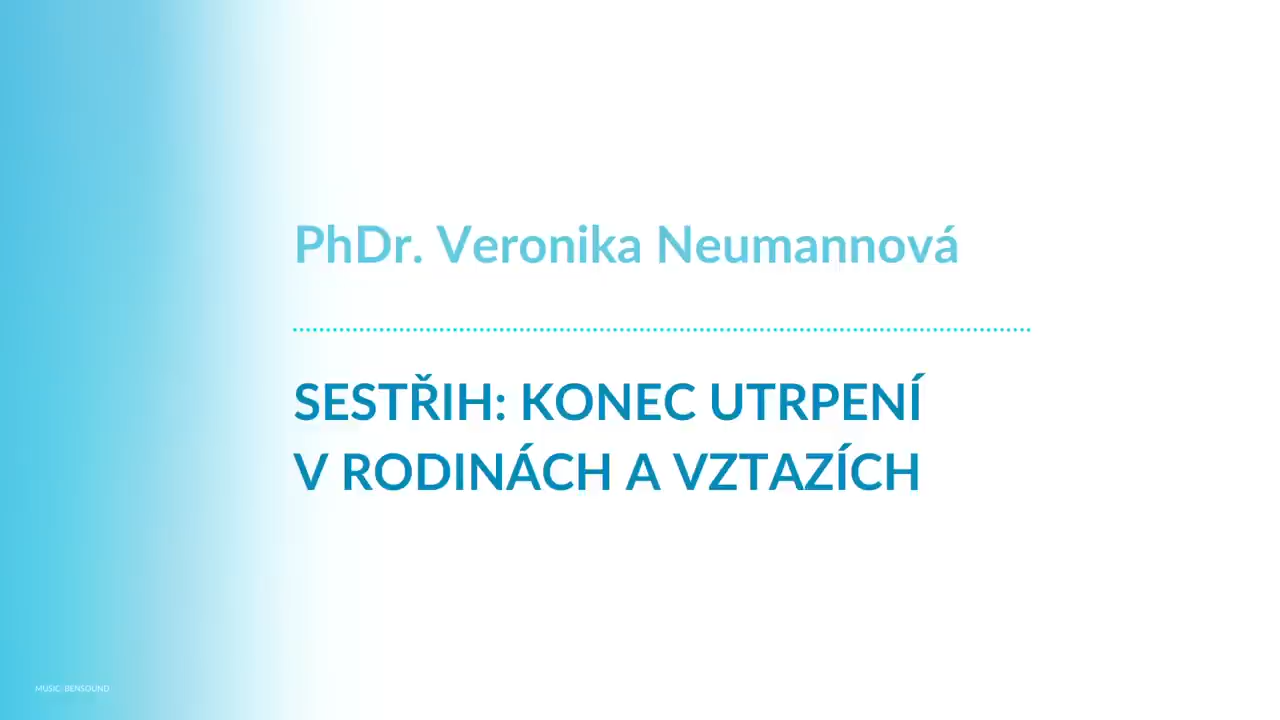 PhDr. Veronika Neumannová
SESTŘIH: KONEC UTRPENÍ
V RODINÁCH A VZTAZÍCH
MUSIC: BENSOUND